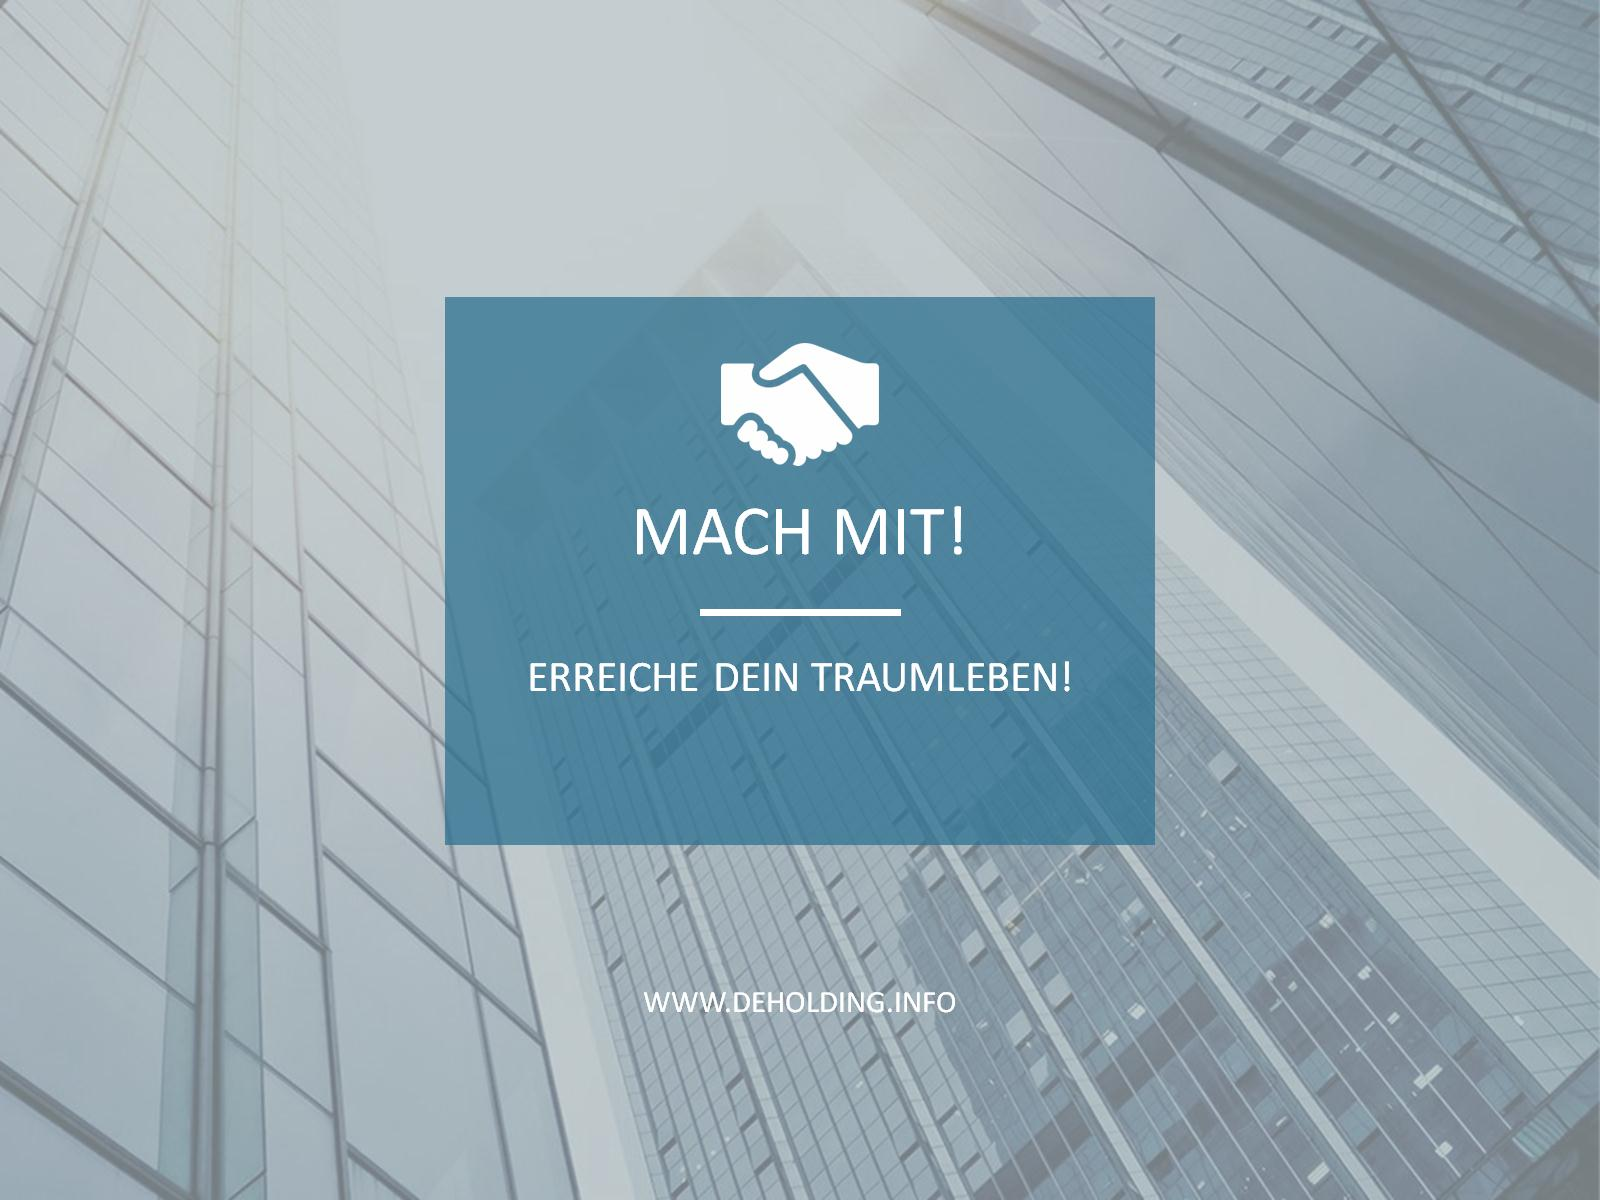 MACH MIT!
ERREICHE DEIN TRAUMLEBEN!
WWW.DEHOLDING.INFO